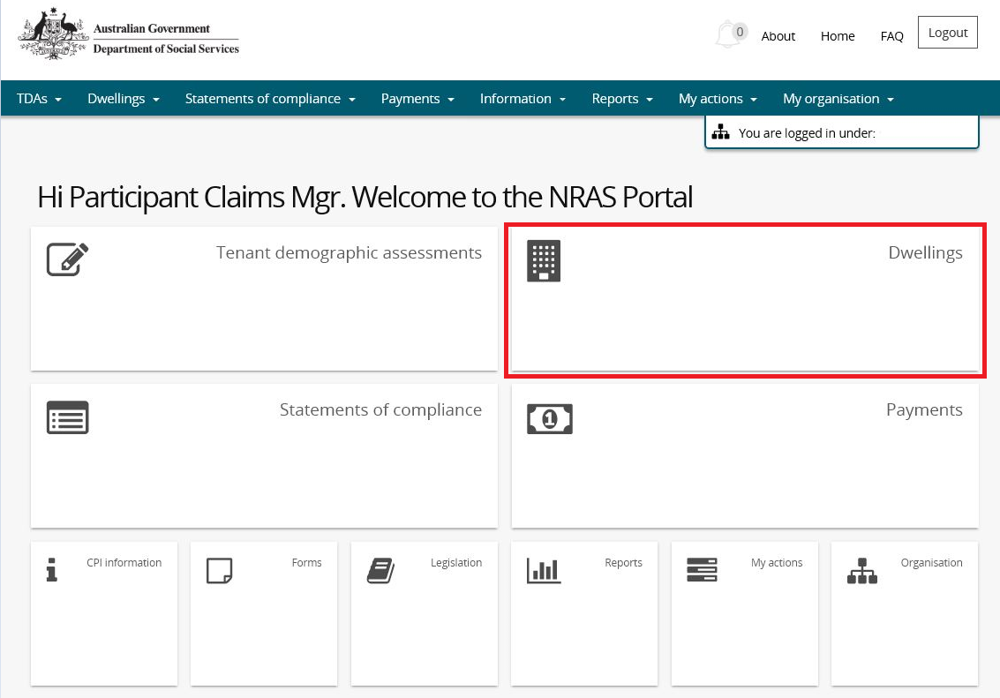 Australian Government
Department of Social Services
0
About
Home
FAQ
Logout
TDAs
Dwellings
Statements of compliance
Payments
Information
Reports
My actions
My organisation
You are logged in under:
Hi Participant Claims Mgr. Welcome to the NRAS Portal
Tenant demographic assessments
Dwellings
Statements of compliance
1
Payments
CPI information
Forms
Legislation
Reports
My actions
Organisation